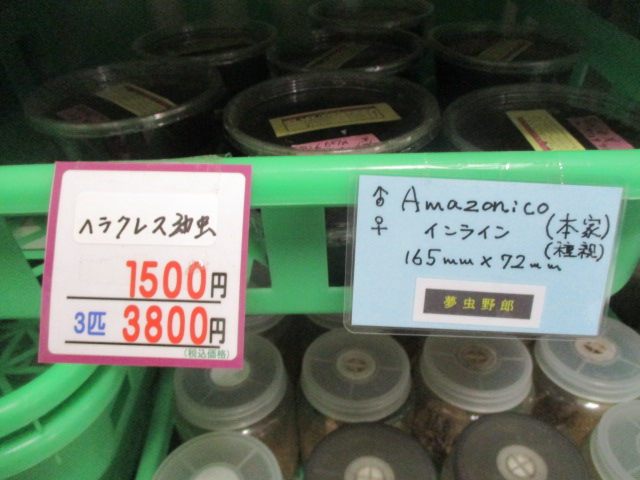 ヘラクレス幼虫
1500円
3匹 3800円
(税込価格)
♂ Amazonico
♀ インライン (本家)
(種親)
165mm×72mm
夢虫野郎